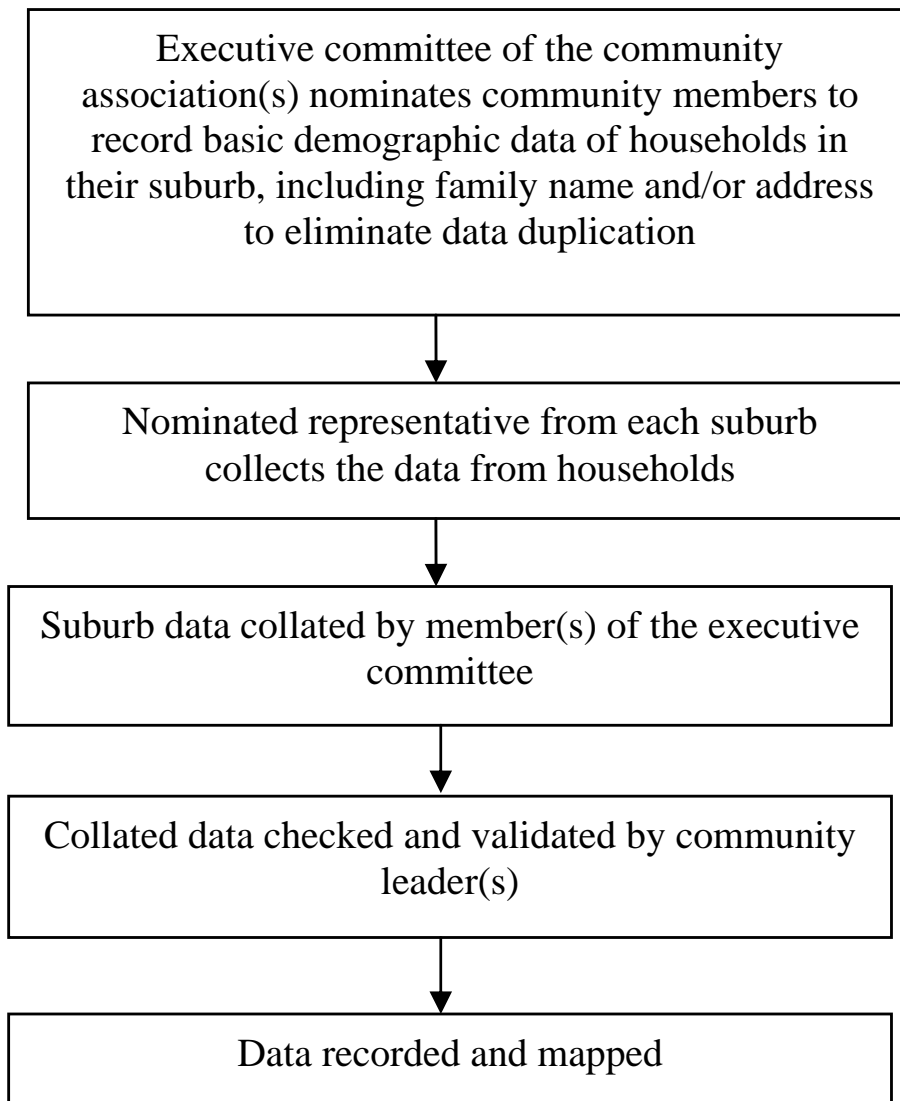 Executive committee of the community
association(s) nominates community members to
record basic demographic data of households in
their suburb, including family name and/or address
to eliminate data duplication
Nominated representative from each suburb
collects the data from households
Suburb data collated by member(s) of the executive
committee
Collated data checked and validated by community
leader(s)
Data recorded and mapped